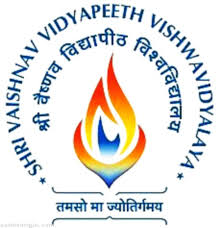 * SHRI VAISHNAV VIDYAPEETH VISHWAVIDYALAYA *
श्री वैष्णव विद्यापीठ विश्वविद्यालय
तमसो मा ज्योतिर्गमय